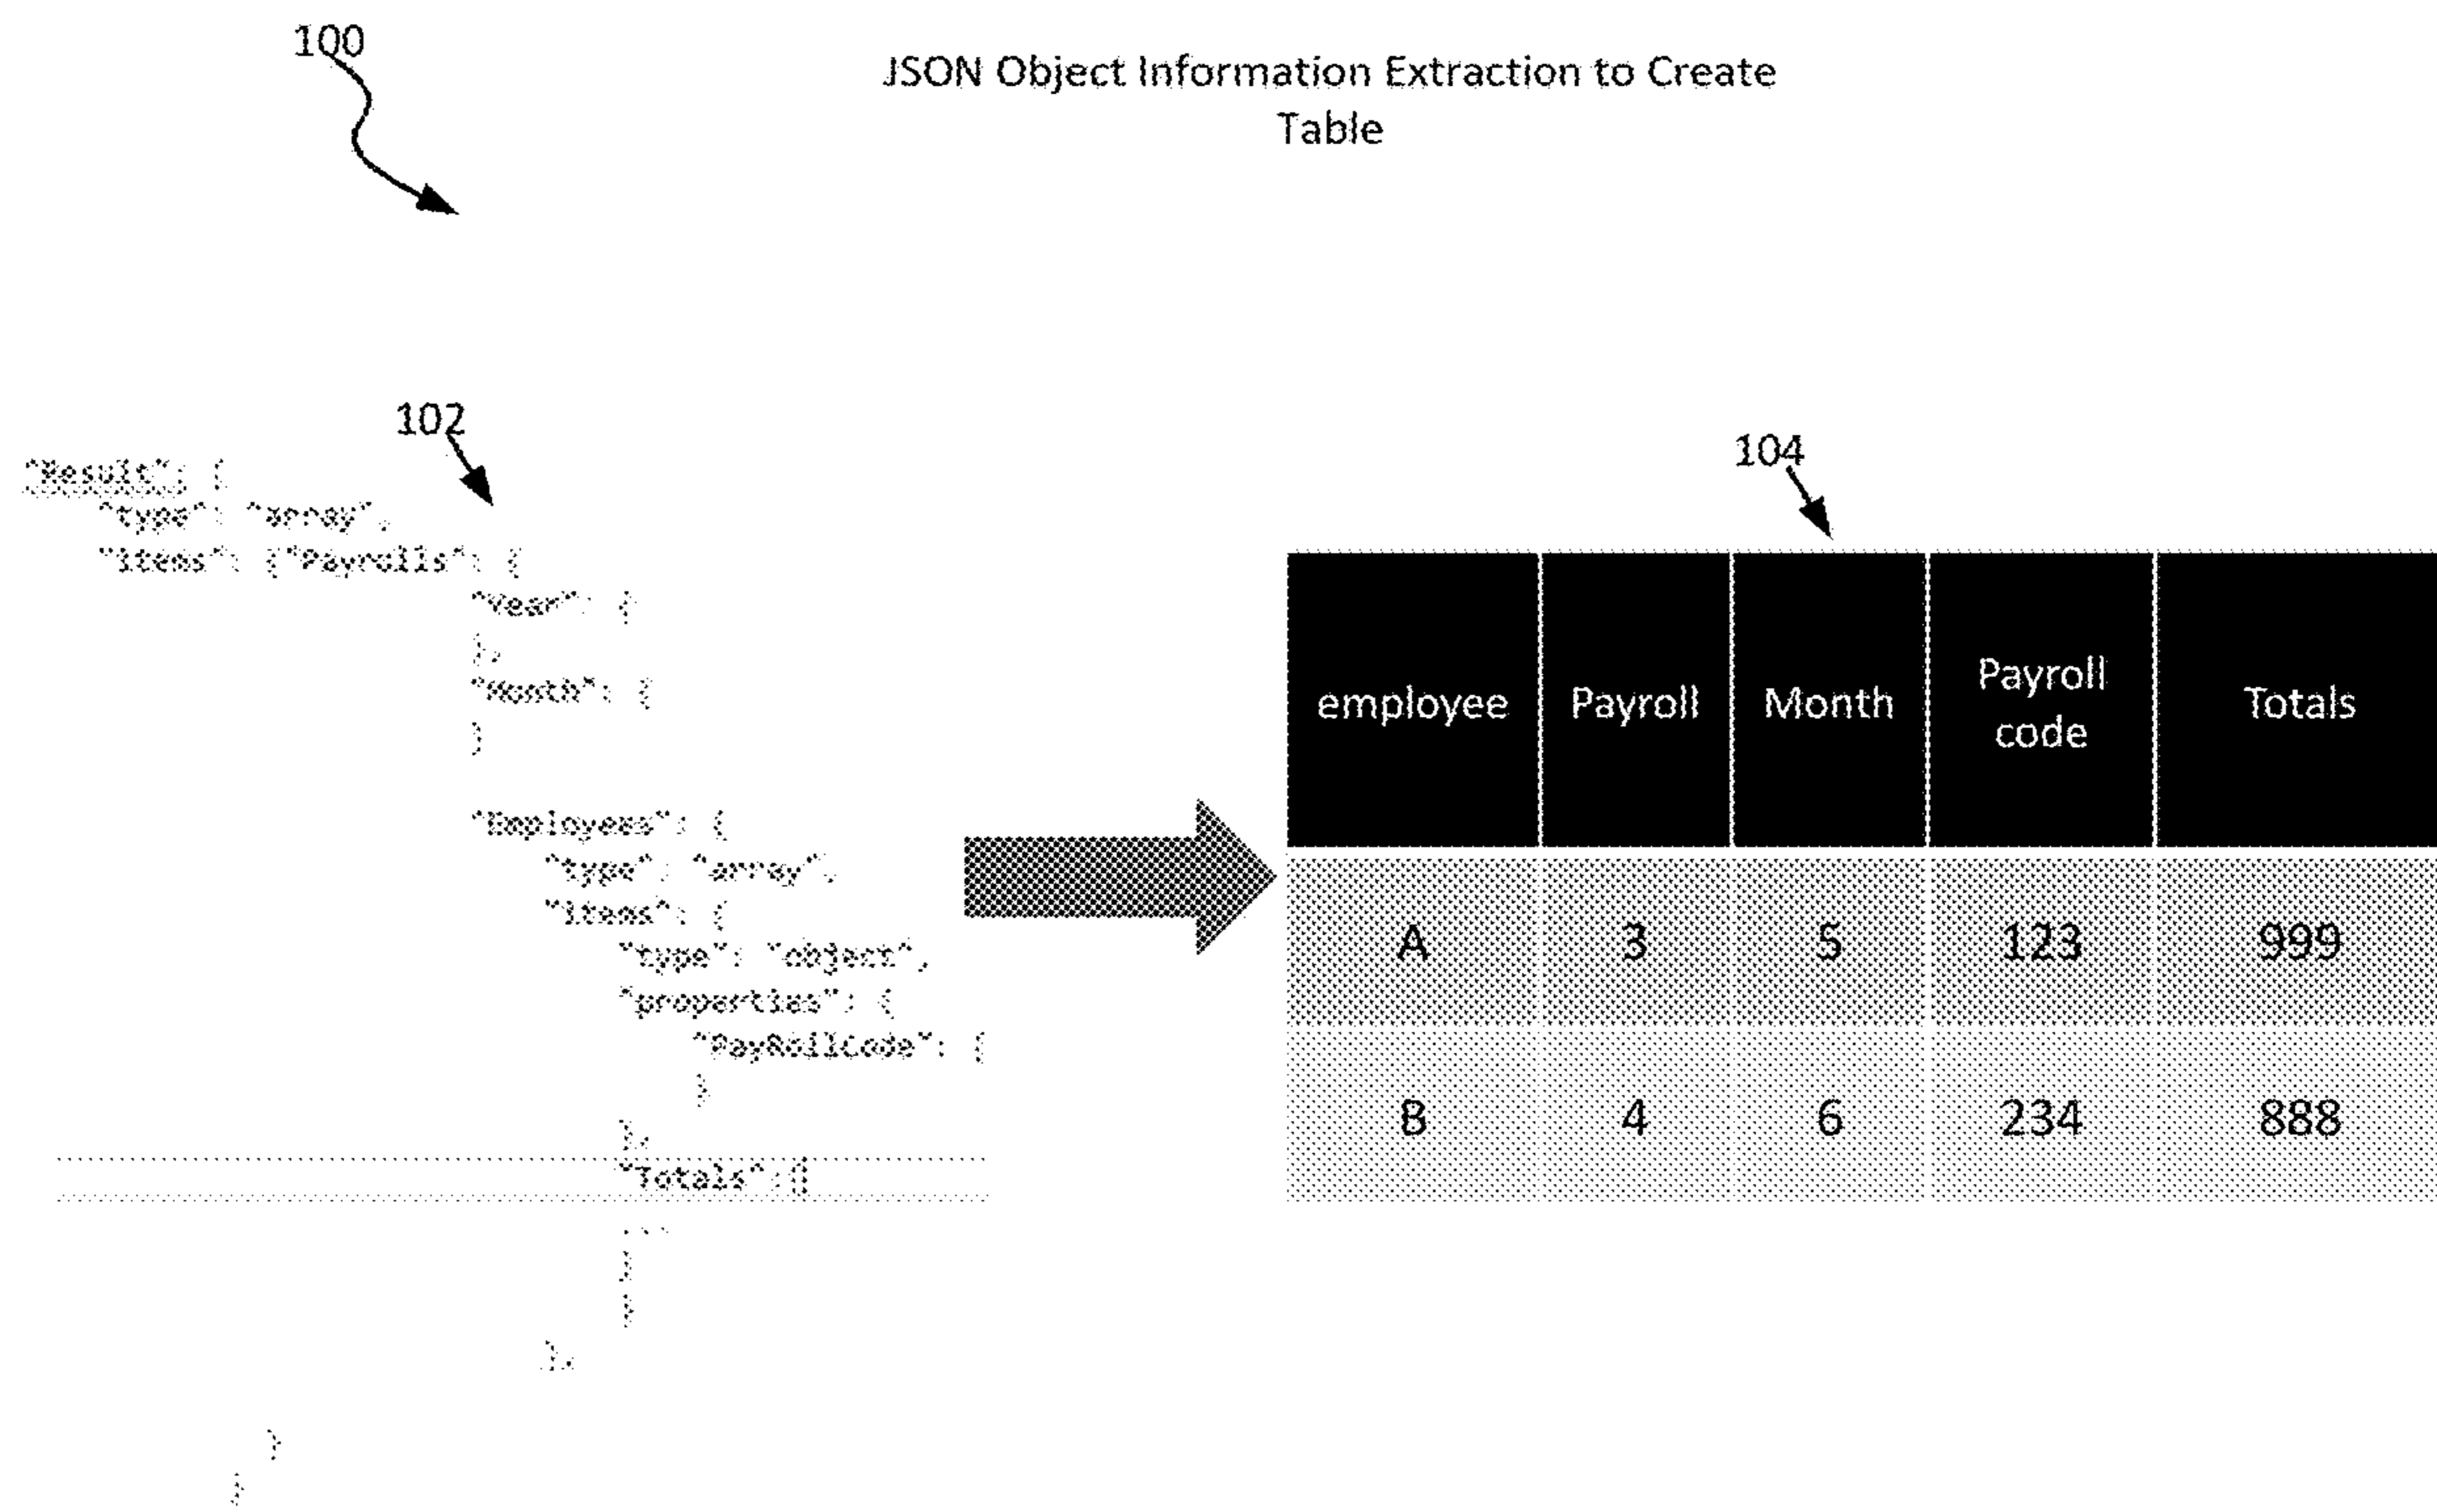 100
JSON Object Information Extraction to Create
Table
102
"Result": {
"type": "array",
"items": {"Payrolls": {
"Year": {
},
"Month": {
}
"Employees": {
"type": "array",
"items": {
"type": "object",
"properties": {
"PayRollCode": {
}
},
"Totals":{
...
}
}
},
}
}
104
employee Payroll Month Payroll code Totals
A 3 5 123 999
B 4 6 234 888